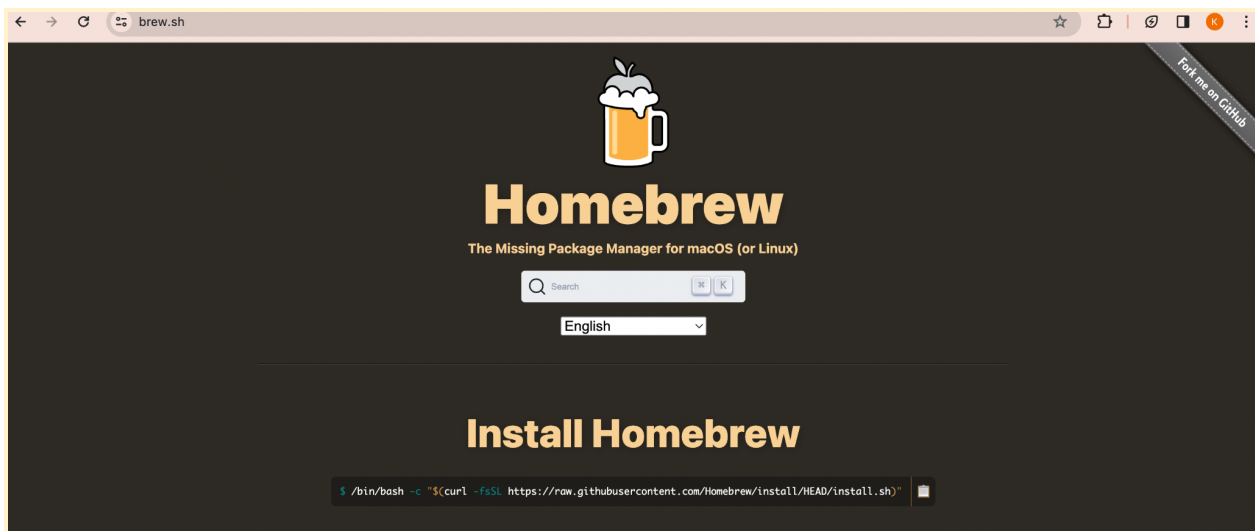 brew.sh
K
Fork me on GitHub
Homebrew
The Missing Package Manager for macOS (or Linux)
Search ⌘ K
English
Install Homebrew
$ /bin/bash -c "$(curl -fsSL https://raw.githubusercontent.com/Homebrew/install/HEAD/install.sh)"